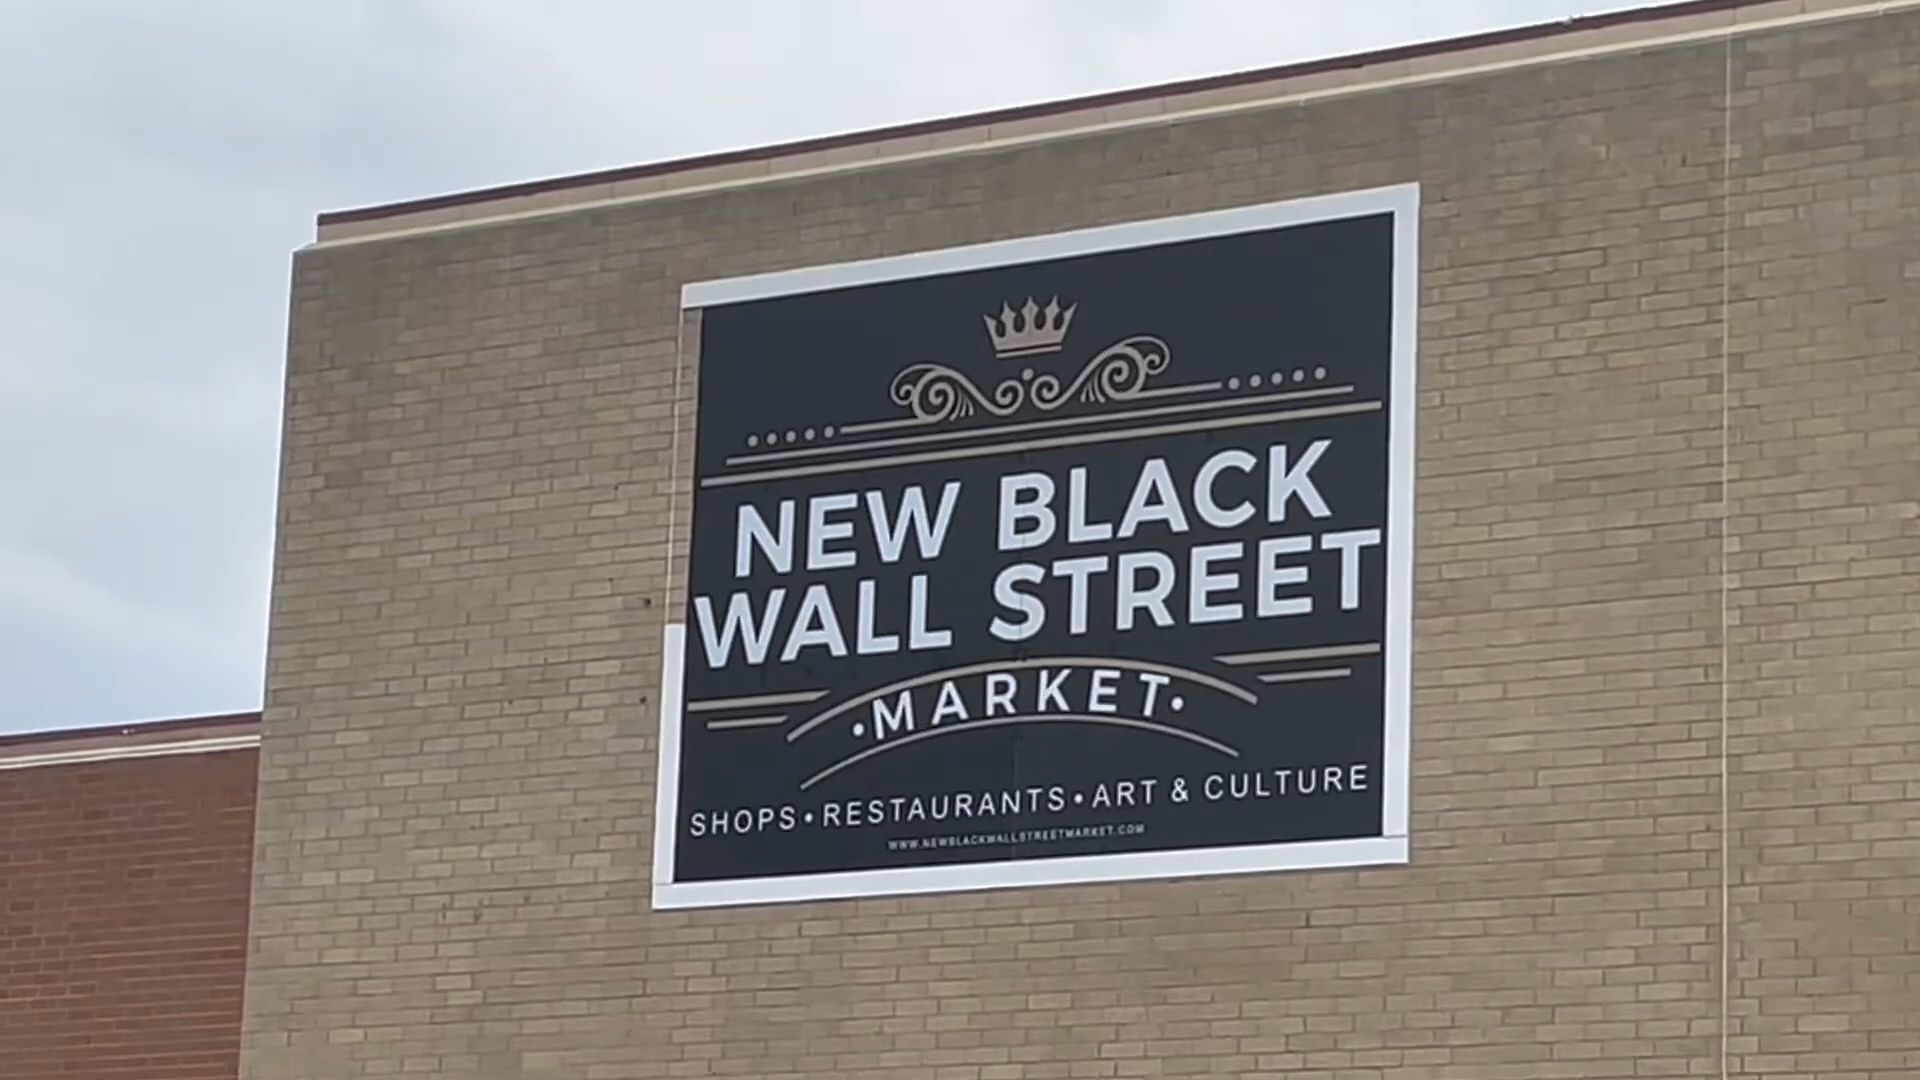 NEW BLACK
WALL STREET
•MARKET•
SHOPS•RESTAURANTS•ART & CULTURE
WWW.NEWBLACKWALLSTREETMARKET.COM